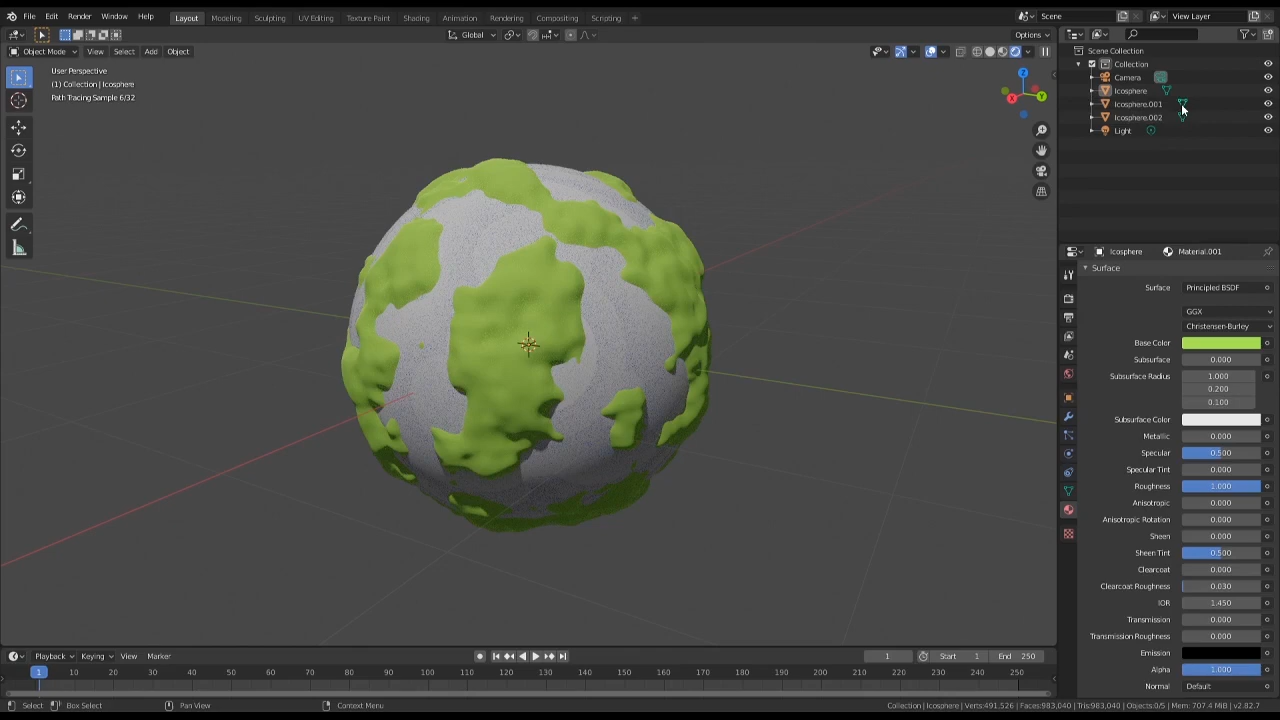 File Edit Render Window Help Layout Modeling Sculpting UV Editing Texture Paint Shading Animation Rendering Compositing Scripting + Scene View Layer
Global Options
Object Mode View Select Add Object
User Perspective
(1) Collection | Icosphere
Path Tracing Sample 6/32
Z
X
Y
Scene Collection
Collection
Camera
Icosphere
Icosphere.001
Icosphere.002
Light
Icosphere Material.001
Surface
Surface Principled BSDF
GGX
Christensen-Burley
Base Color
Subsurface 0.000
Subsurface Radius 1.000
0.200
0.100
Subsurface Color
Metallic 0.000
Specular 0.500
Specular Tint 0.000
Roughness 1.000
Anisotropic 0.000
Anisotropic Rotation 0.000
Sheen 0.000
Sheen Tint 0.500
Clearcoat 0.000
Clearcoat Roughness 0.030
IOR 1.450
Transmission 0.000
Transmission Roughness 0.000
Emission
Alpha 1.000
Normal Default
Playback Keying View Marker 1 Start 1 End 250
1 10 20 30 40 50 60 70 80 90 100 110 120 130 140 150 160 170 180 190 200 210 220 230 240 250
Select Box Select Pan View Context Menu Collection | Icosphere | Verts:491,526 | Faces:983,040 | Tris:983,040 | Objects:0/5 | Mem: 707.4 MiB | v2.82.7